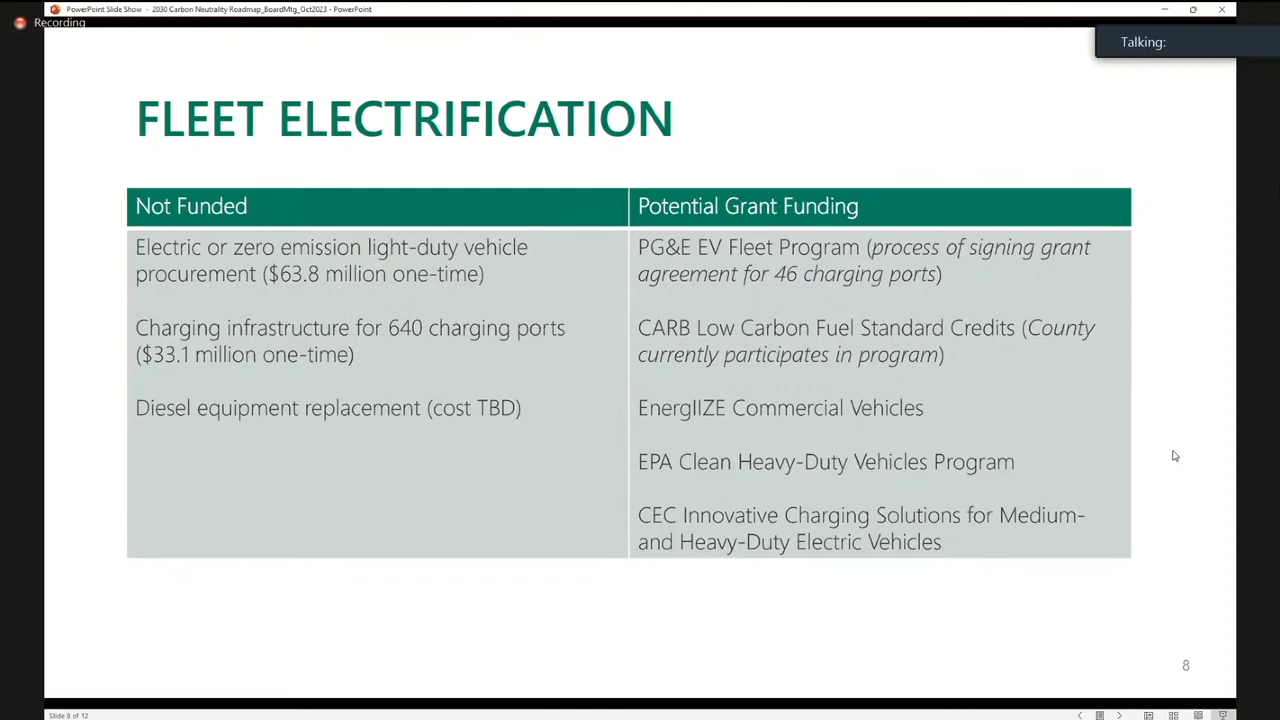 PowerPoint Slide Show - 2030 Carbon Neutrality Roadmap_BoardMtg_Oct2023 - PowerPoint
Recording
Talking:
FLEET ELECTRIFICATION
Not Funded
Electric or zero emission light-duty vehicle
procurement ($63.8 million one-time)
Charging infrastructure for 640 charging ports
($33.1 million one-time)
Diesel equipment replacement (cost TBD)
Potential Grant Funding
PG&E EV Fleet Program (process of signing grant
agreement for 46 charging ports)
CARB Low Carbon Fuel Standard Credits (County
currently participates in program)
EnergIIZE Commercial Vehicles
EPA Clean Heavy-Duty Vehicles Program
CEC Innovative Charging Solutions for Medium-
and Heavy-Duty Electric Vehicles
8
Slide 8 of 12